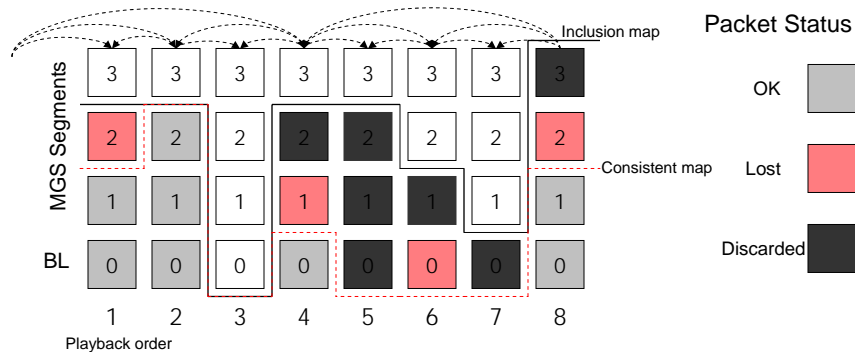 Inclusion map
Packet Status
3 3 3 3 3 3 3 3
OK
MGS Segments
2 2 2 2 2 2 2 2
Lost
Consistent map
1 1 1 1 1 1 1 1
Discarded
BL
0 0 0 0 0 0 0 0
1 2 3 4 5 6 7 8
Playback order